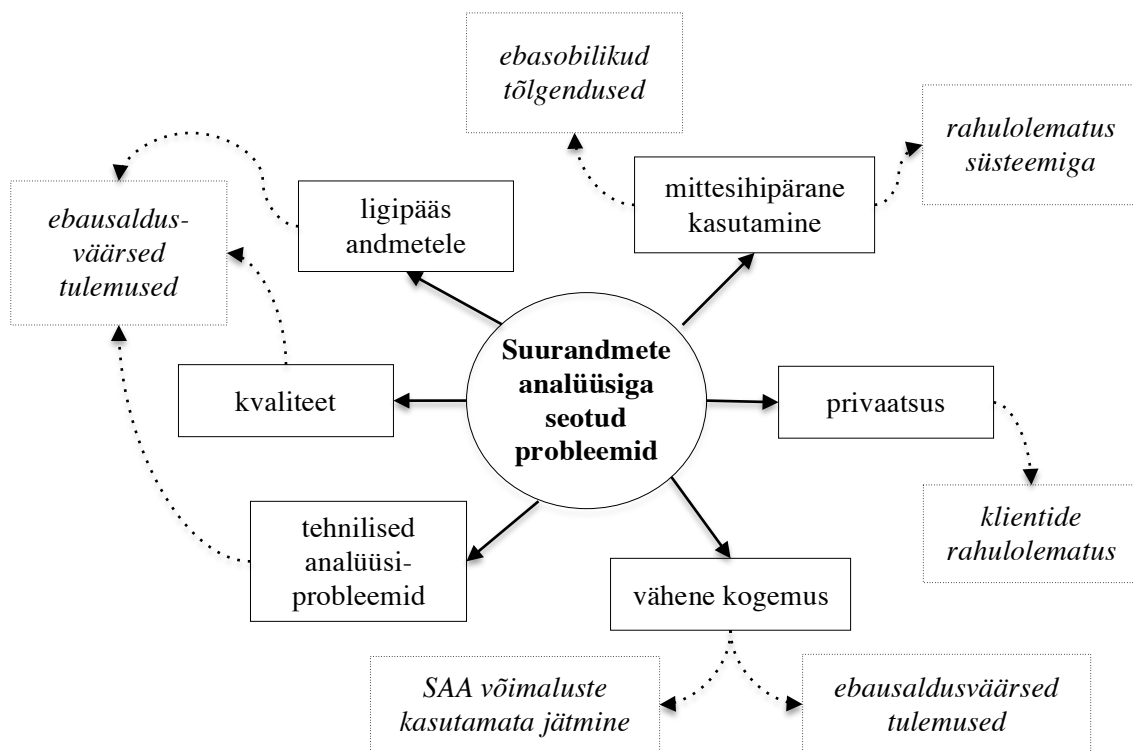 ebasobilikud
tõlgendused
rahulolematus
süsteemiga
mittesihipärane
kasutamine
ligipääs
andmetele
ebausaldus-
väärsed
tulemused
Suurandmete
analüüsiga
seotud
probleemid
kvaliteet
privaatsus
tehnilised
analüüsi-
probleemid
klientide
rahulolematus
vähene kogemus
SAA võimaluste
kasutamata jätmine
ebausaldusväärsed
tulemused